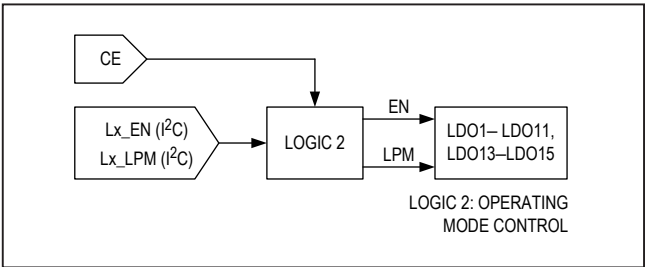 CE
Lx_EN (I²C)
Lx_LPM (I²C)
LOGIC 2
EN
LPM
LDO1– LDO11,
LDO13–LDO15
LOGIC 2: OPERATING
MODE CONTROL